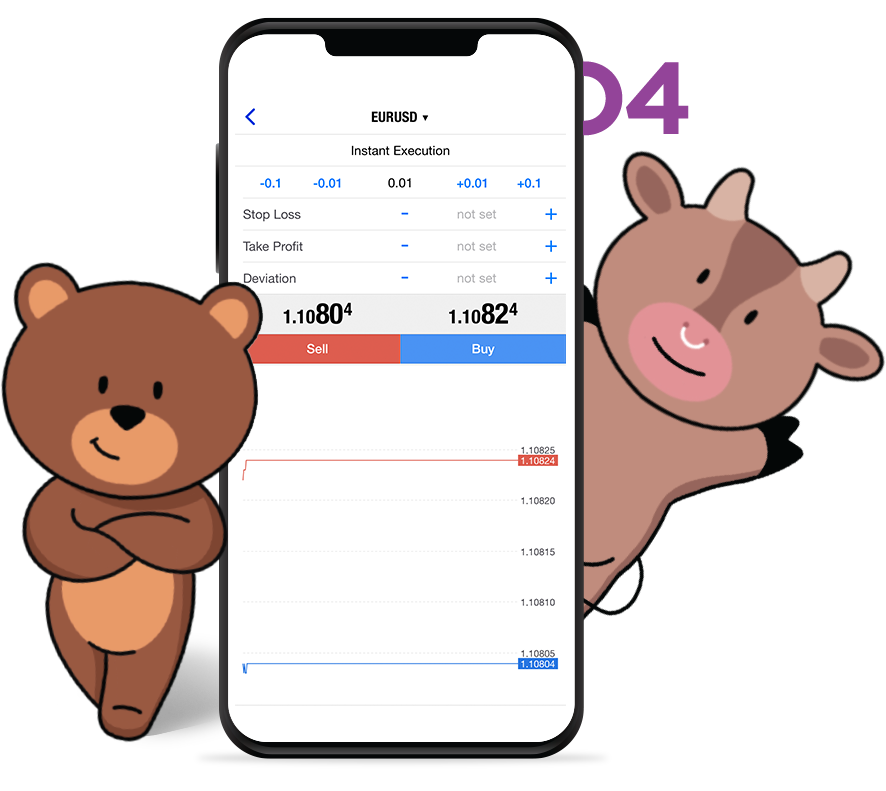 EURUSD ▼
Instant Execution
-0.1 -0.01 0.01 +0.01 +0.1
Stop Loss - not set +
Take Profit - not set +
Deviation - not set +
1.10804 1.10824
Sell Buy
1.10825
1.10824
1.10820
1.10815
1.10810
1.10805
1.10804